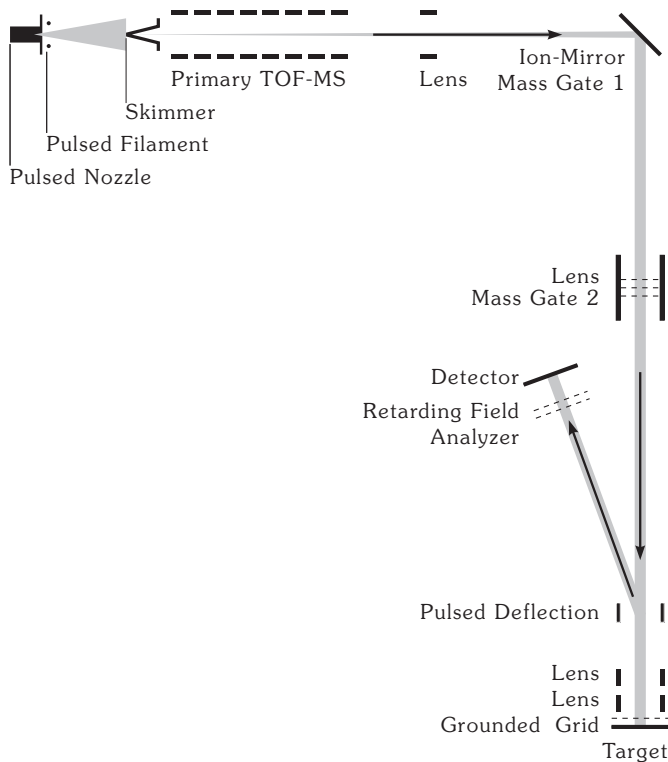 Primary TOF-MS
Lens
Ion-Mirror
Mass Gate 1
Skimmer
Pulsed Filament
Pulsed Nozzle
Lens
Mass Gate 2
Detector
Retarding Field
Analyzer
Pulsed Deflection
Lens
Lens
Grounded Grid
Target